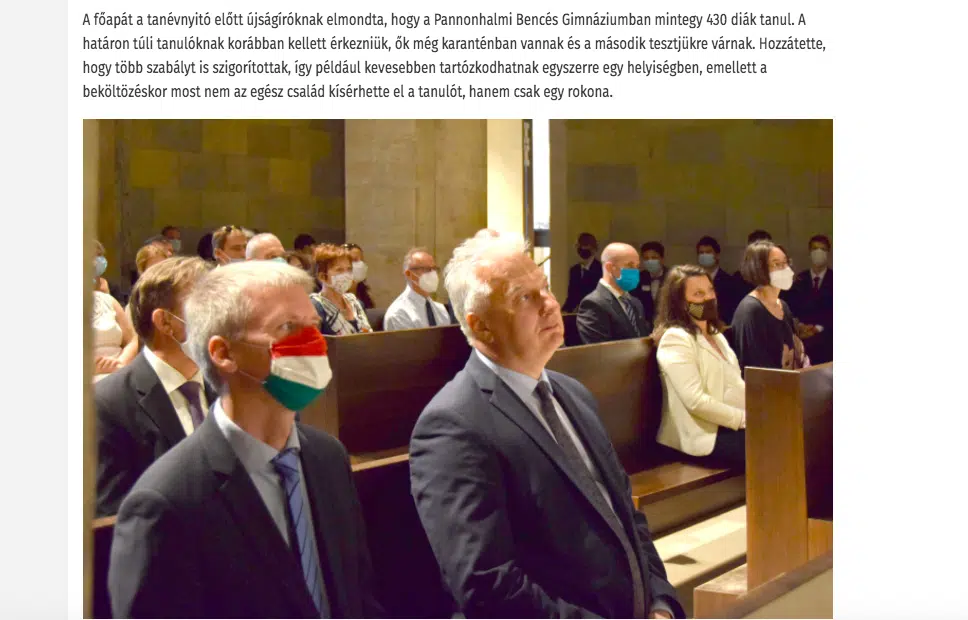 A főapát a tanévnyitó előtt újságíróknak elmondta, hogy a Pannonhalmi Bencés Gimnáziumban mintegy 430 diák tanul. A
határon túli tanulóknak korábban kellett érkezniük, ők még karanténban vannak és a második tesztjükre várnak. Hozzátette,
hogy több szabályt is szigorítottak, így például kevesebben tartózkodhatnak egyszerre egy helyiségben, emellett a
beköltözéskor most nem az egész család kísérhette el a tanulót, hanem csak egy rokona.